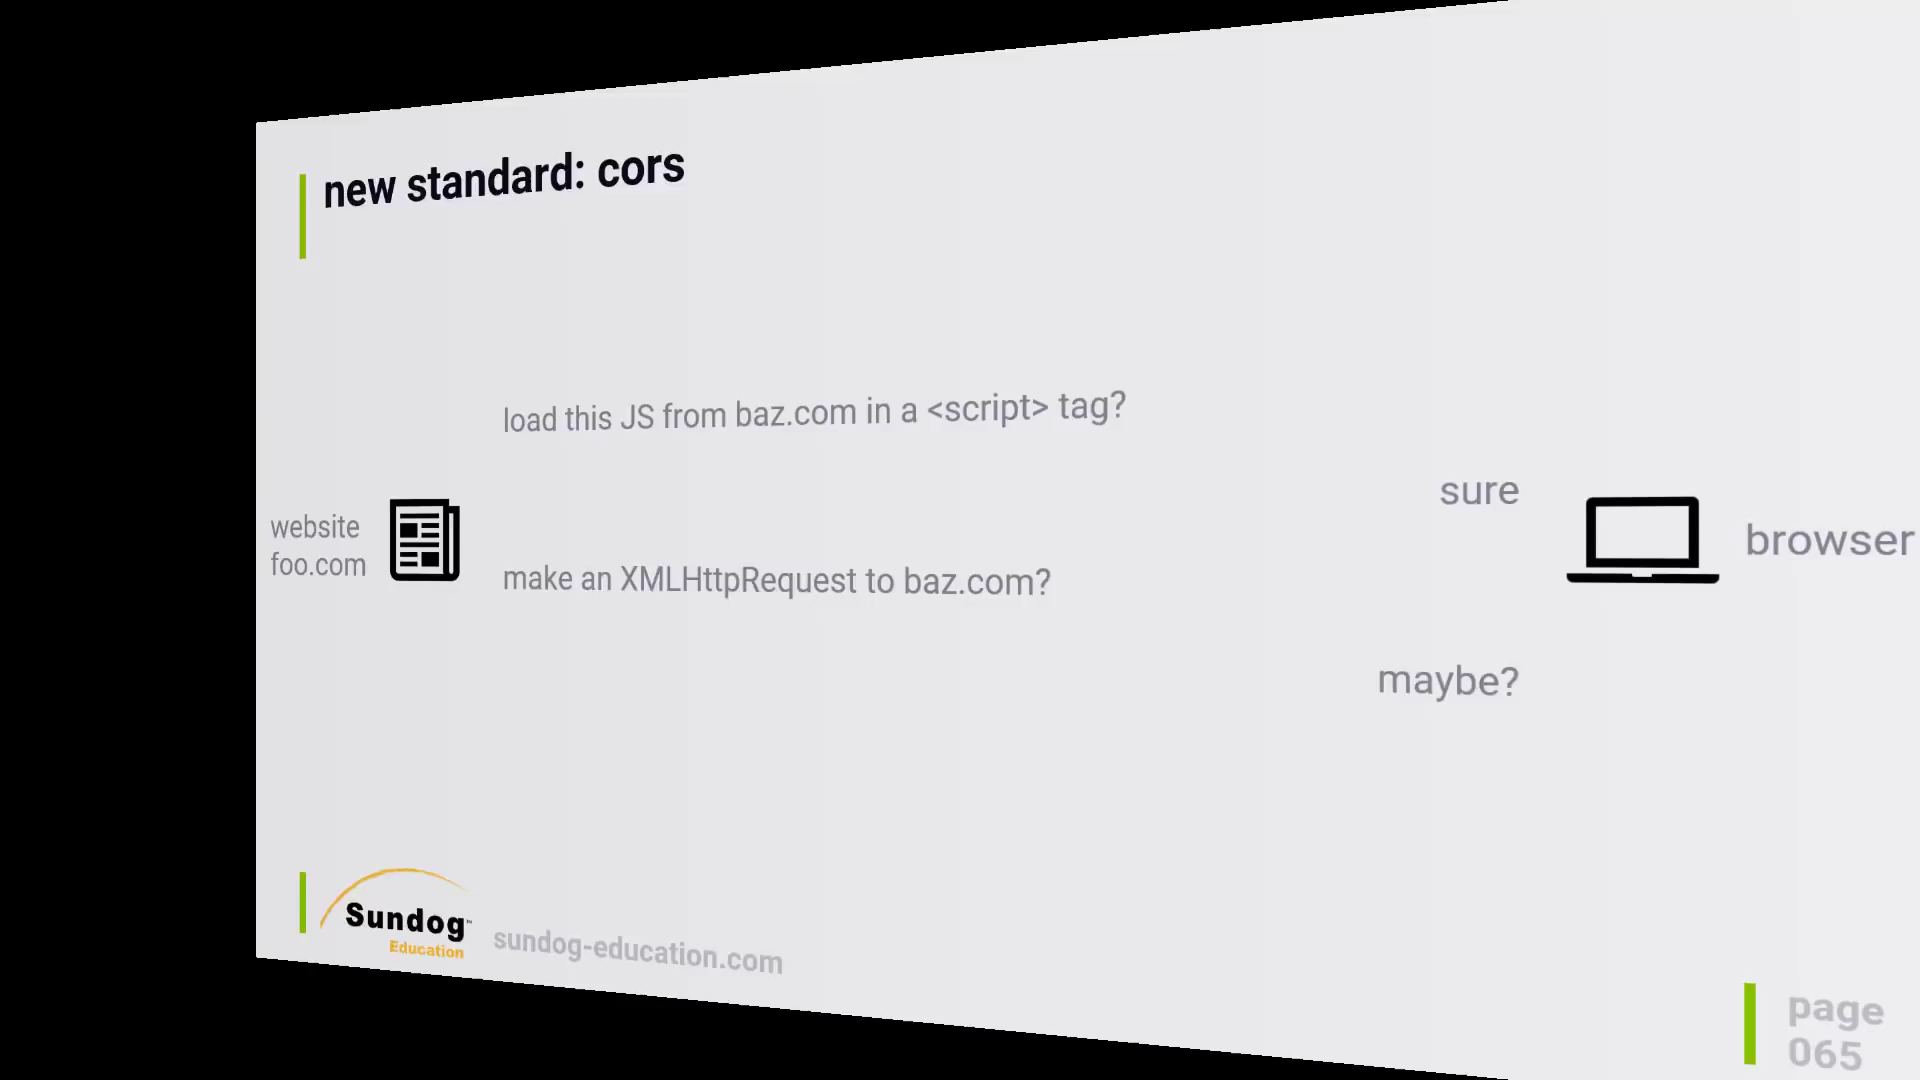 new standard: cors
load this JS from baz.com in a <script> tag?
sure
website
foo.com
browser
make an XMLHttpRequest to baz.com?
maybe?
Sundog™
Education
sundog-education.com
page
065